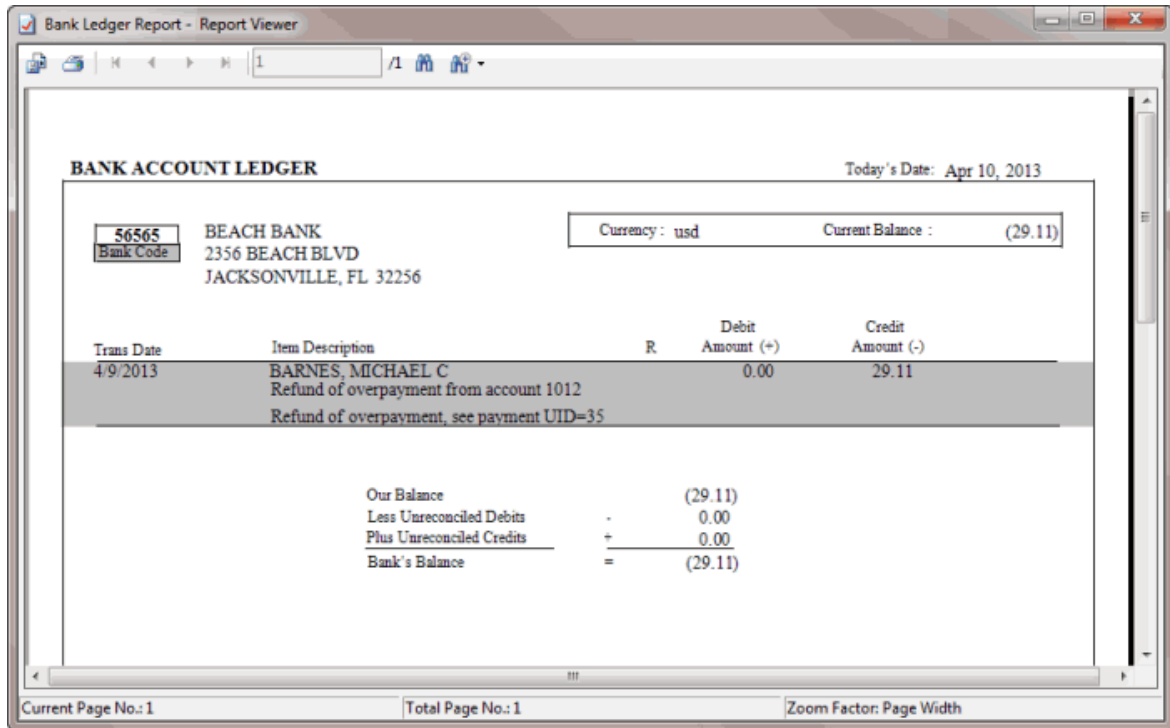 Bank Ledger Report - Report Viewer
1 /1
BANK ACCOUNT LEDGER Today's Date: Apr 10, 2013
56565 BEACH BANK Currency : usd Current Balance : (29.11)
Bank Code 2356 BEACH BLVD
JACKSONVILLE, FL 32256
Debit Credit
Trans Date Item Description R Amount (+) Amount (-)
4/9/2013 BARNES, MICHAEL C 0.00 29.11
Refund of overpayment from account 1012
Refund of overpayment, see payment UID=35
Our Balance (29.11)
Less Unreconciled Debits - 0.00
Plus Unreconciled Credits + 0.00
Bank's Balance = (29.11)
Current Page No.: 1 Total Page No.: 1 Zoom Factor: Page Width